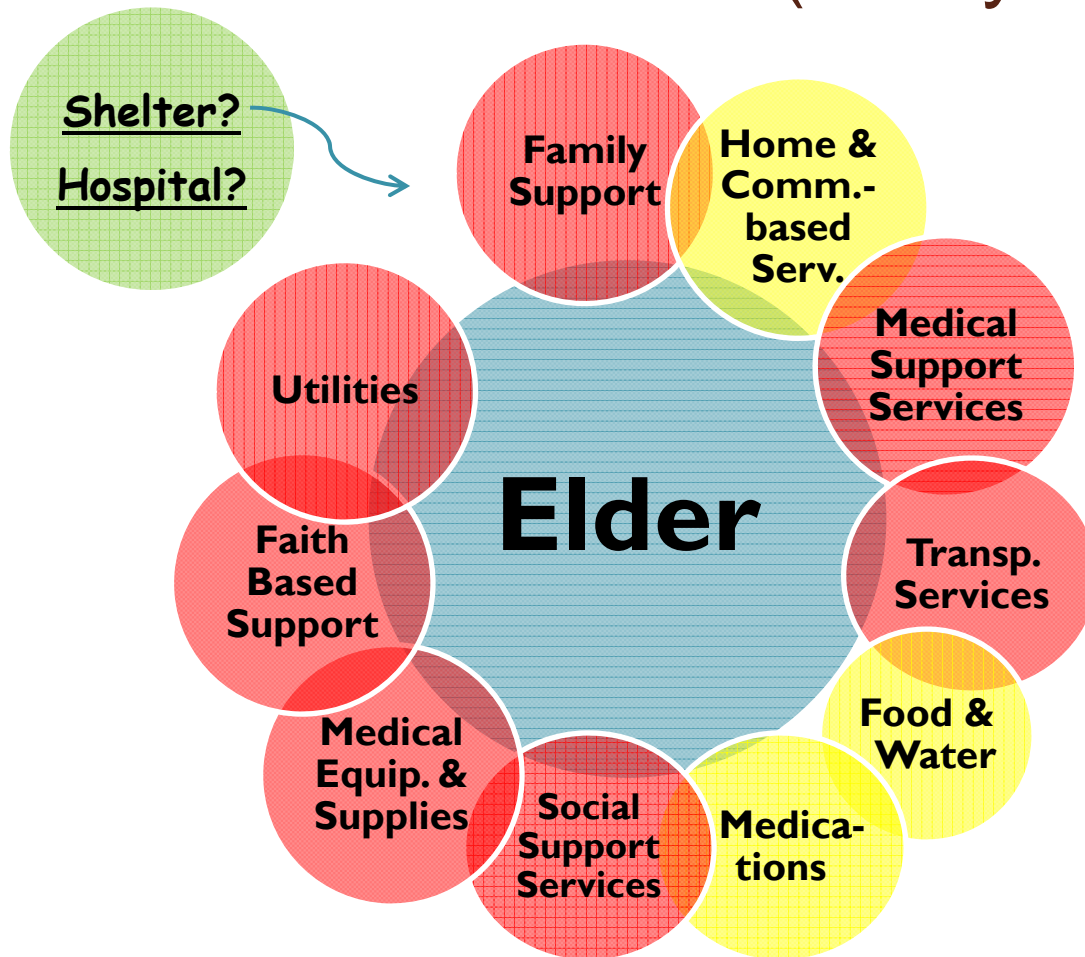 Shelter?
Hospital?
Family
Support
Home &
Comm.-
based
Serv.
Medical
Support
Services
Transp.
Services
Food &
Water
Medica-
tions
Social
Support
Services
Medical
Equip. &
Supplies
Faith
Based
Support
Utilities
Elder